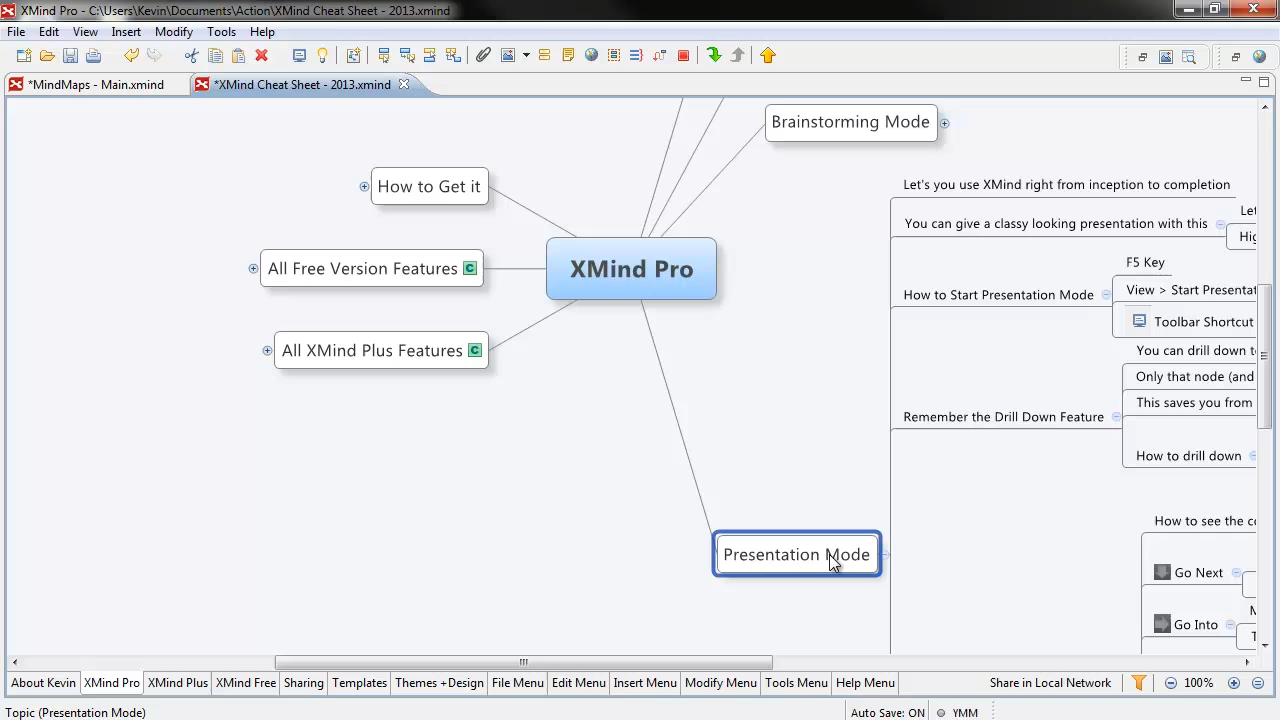 XMind Pro - C:\Users\Kevin\Documents\Action\XMind Cheat Sheet - 2013.xmind
File Edit View Insert Modify Tools Help
*MindMaps - Main.xmind
*XMind Cheat Sheet - 2013.xmind
Brainstorming Mode
How to Get it
Let's you use XMind right from inception to completion
You can give a classy looking presentation with this
Let
Hig
XMind Pro
All Free Version Features C
F5 Key
How to Start Presentation Mode
View > Start Presentat
Toolbar Shortcut
All XMind Plus Features C
You can drill down to
Only that node (and
This saves you from
Remember the Drill Down Feature
How to drill down
How to see the co
Presentation Mode
Go Next
M
Go Into
T
About Kevin XMind Pro XMind Plus XMind Free Sharing Templates Themes +Design File Menu Edit Menu Insert Menu Modify Menu Tools Menu Help Menu Share in Local Network 100%
Topic (Presentation Mode) Auto Save: ON YMM